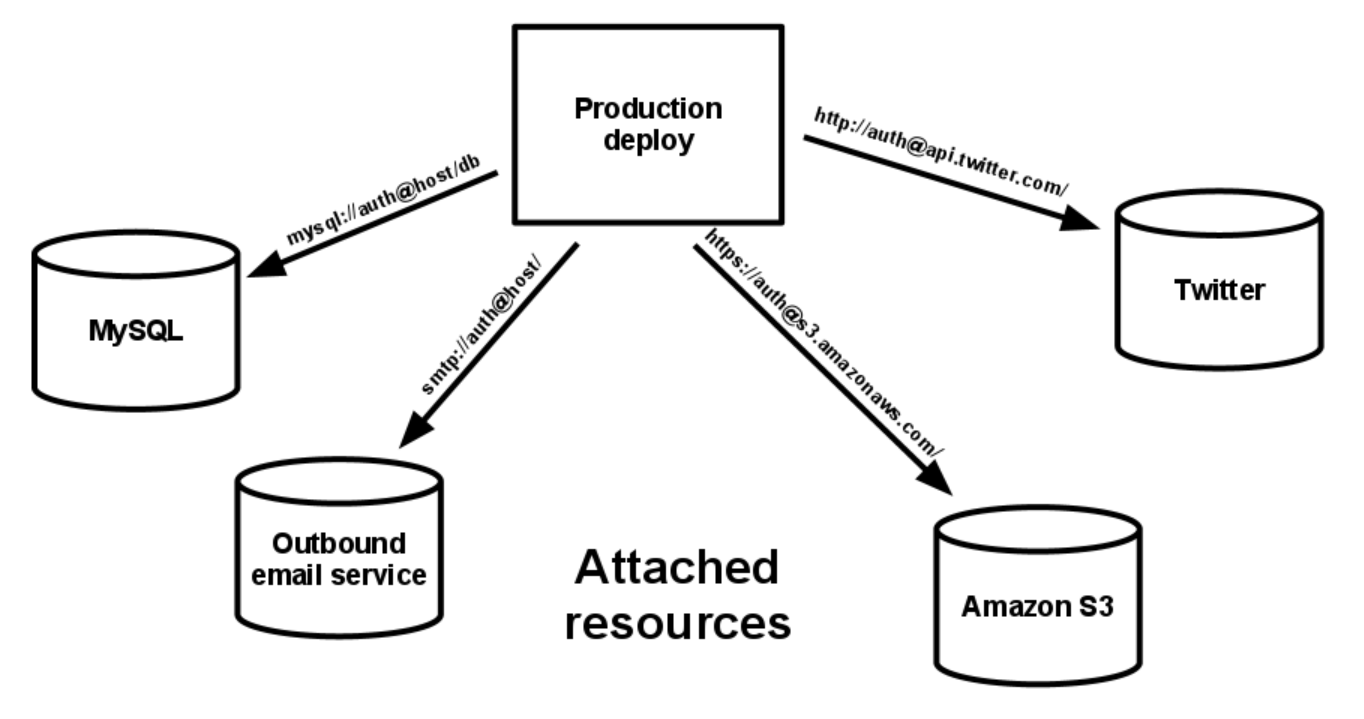 Production
deploy
mysql://auth@host/db
http://auth@api.twitter.com/
smtp://auth@host/
https://auth@s3.amazonaws.com/
MySQL
Twitter
Outbound
email service
Attached
resources
Amazon S3